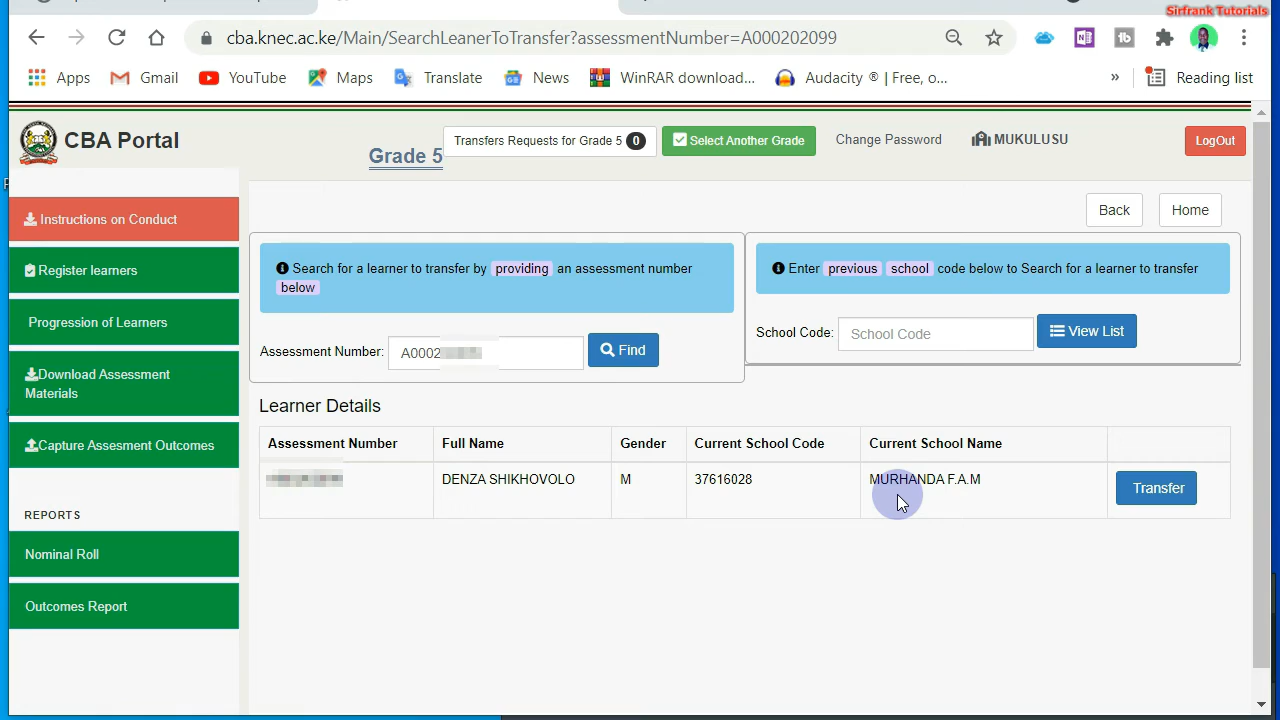 Sirfrank Tutorials
cba.knec.ac.ke/Main/SearchLeanerToTransfer?assessmentNumber=A000202099
Apps Gmail YouTube Maps Translate News WinRAR download... Audacity ® | Free, o... » Reading list
CBA Portal
Grade 5
Transfers Requests for Grade 5 0
Select Another Grade
Change Password
MUKULUSU
LogOut
Instructions on Conduct
Register learners
Progression of Learners
Download Assessment
Materials
Capture Assesment Outcomes
REPORTS
Nominal Roll
Outcomes Report
Back Home
Search for a learner to transfer by providing an assessment number
below
Assessment Number: A0002 Find
Enter previous school code below to Search for a learner to transfer
School Code: School Code View List
Learner Details
Assessment Number Full Name Gender Current School Code Current School Name
DENZA SHIKHOVOLO M 37616028 MURHANDA F.A.M Transfer